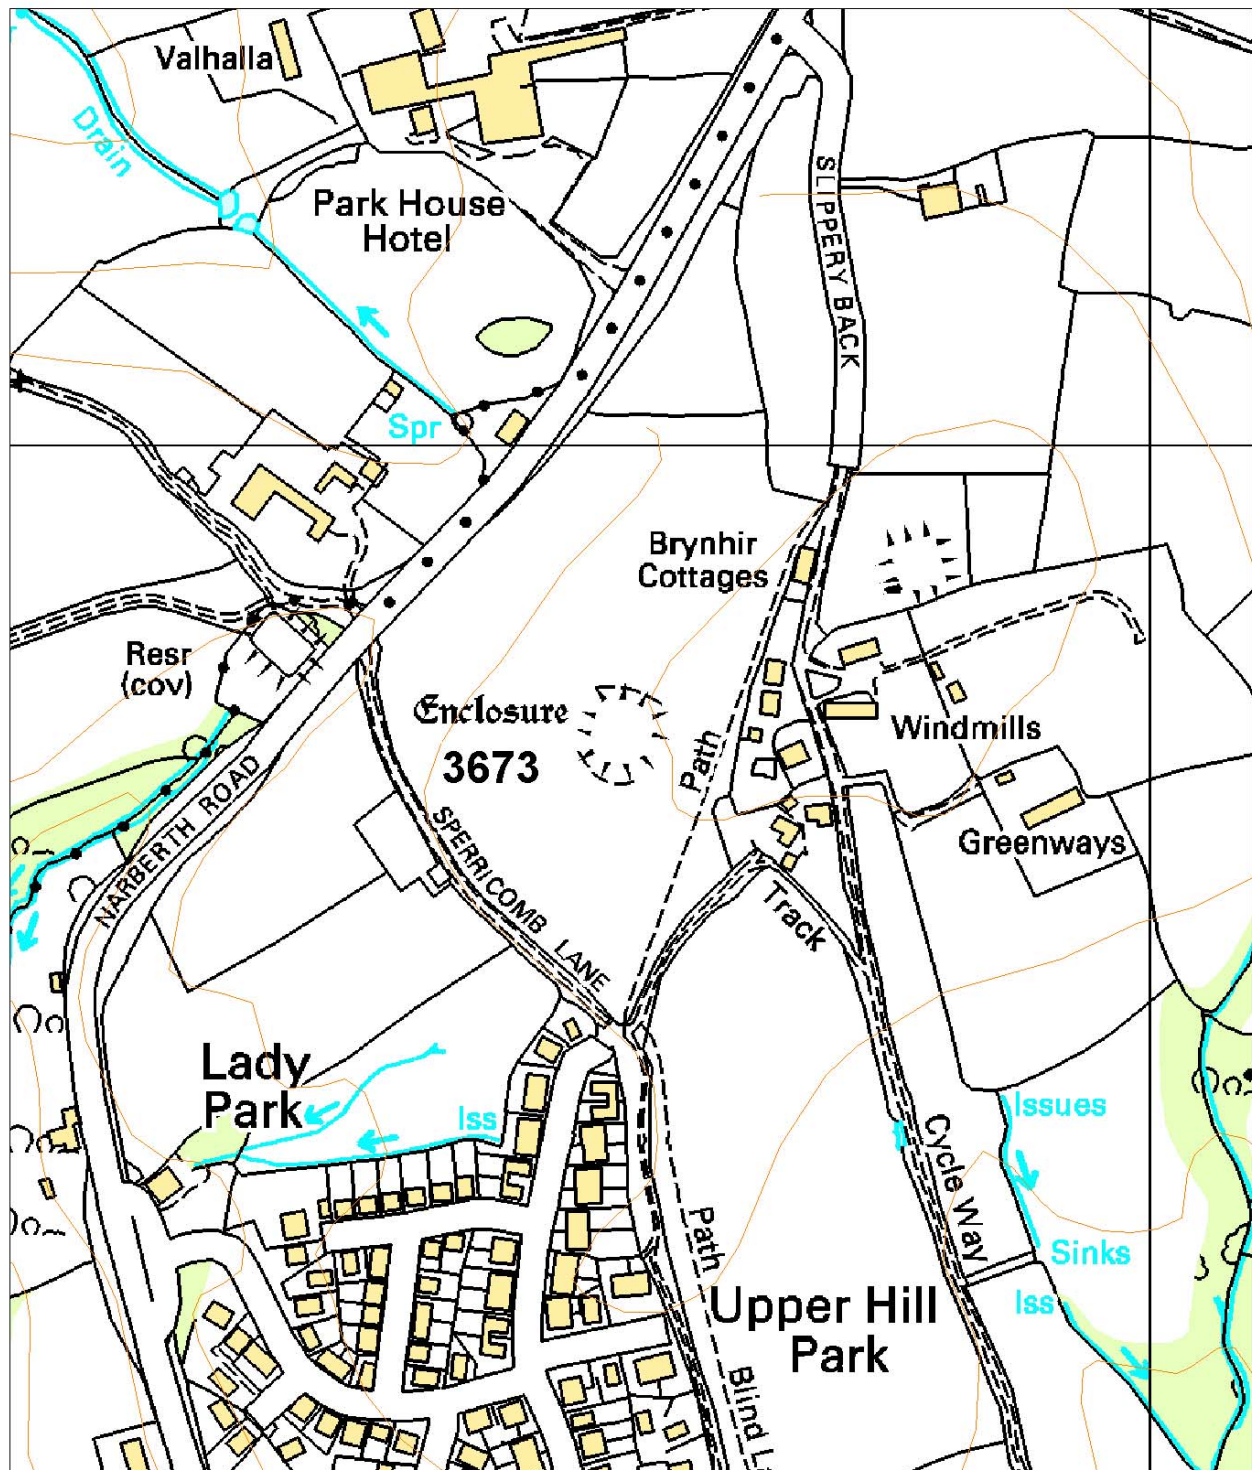 Valhalla
Drain
Park House
Hotel
SLIPPERY BACK
Spr
Brynhir
Cottages
Resr
(cov)
Enclosure
3673
Path
Windmills
NARBERTH ROAD
SPERRICOMB LANE
Greenways
Track
Lady
Park
Iss
Issues
Cycle Way
Path
Sinks
Iss
Upper Hill
Park
Blind L